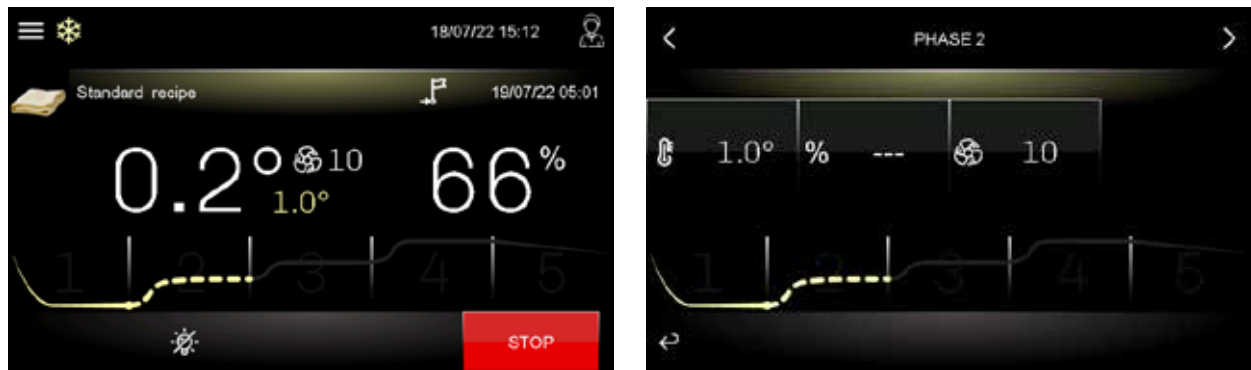 18/07/22 15:12
Standard recipe
19/07/22 05:01
0.2° 10 66%
1.0°
1 2 3 4 5
STOP
PHASE 2
1.0° % --- 10
1 2 3 4 5